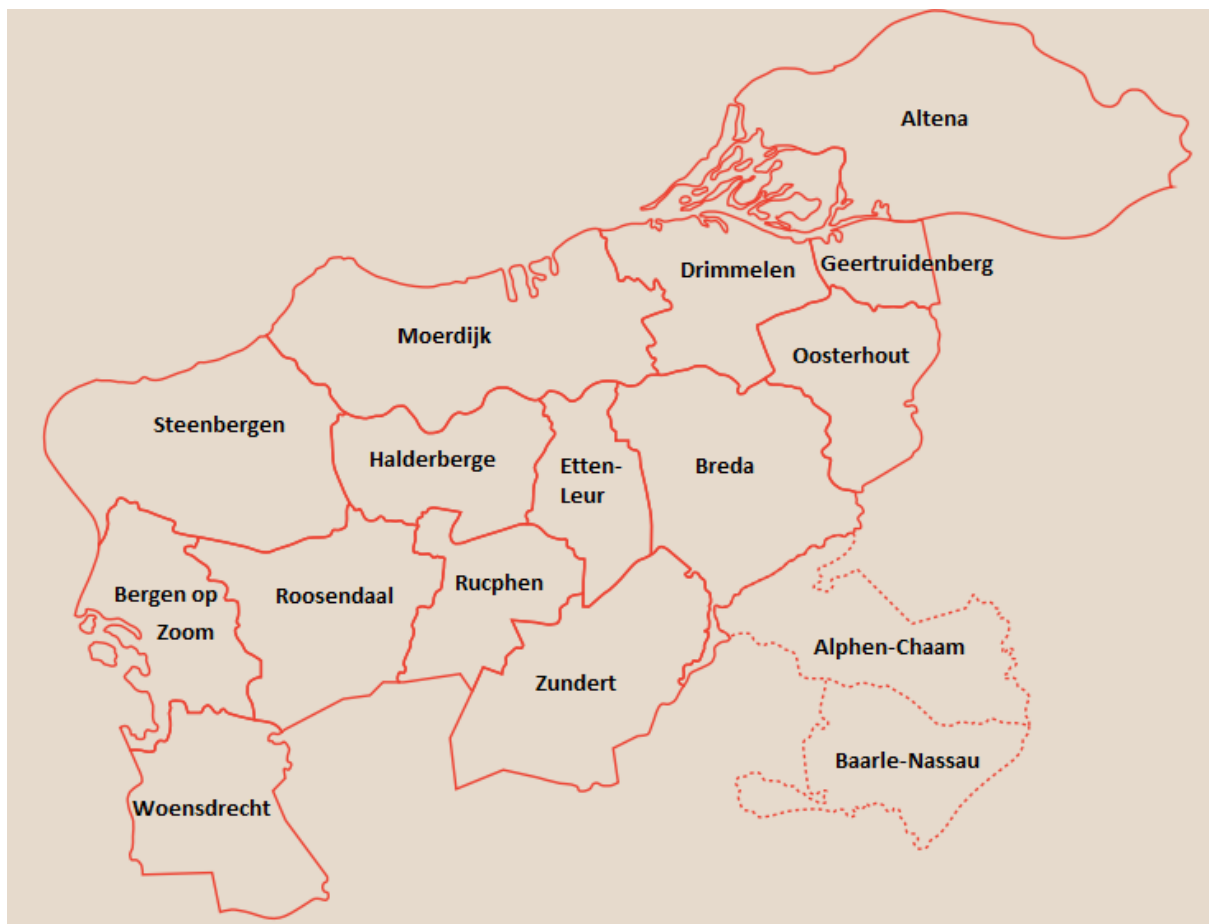 Altena
Drimmelen
Geertruidenberg
Moerdijk
Oosterhout
Steenbergen
Halderberge
Etten-
Leur
Breda
Bergen op
Zoom
Roosendaal
Rucphen
Alphen-Chaam
Zundert
Baarle-Nassau
Woensdrecht